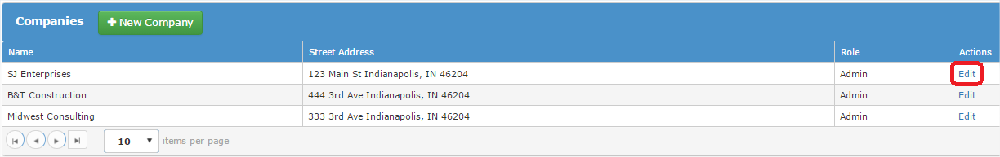 Companies + New Company
Name Street Address Role Actions
SJ Enterprises 123 Main St Indianapolis, IN 46204 Admin Edit
B&T Construction 444 3rd Ave Indianapolis, IN 46204 Admin Edit
Midwest Consulting 333 3rd Ave Indianapolis, IN 46204 Admin Edit
10 items per page